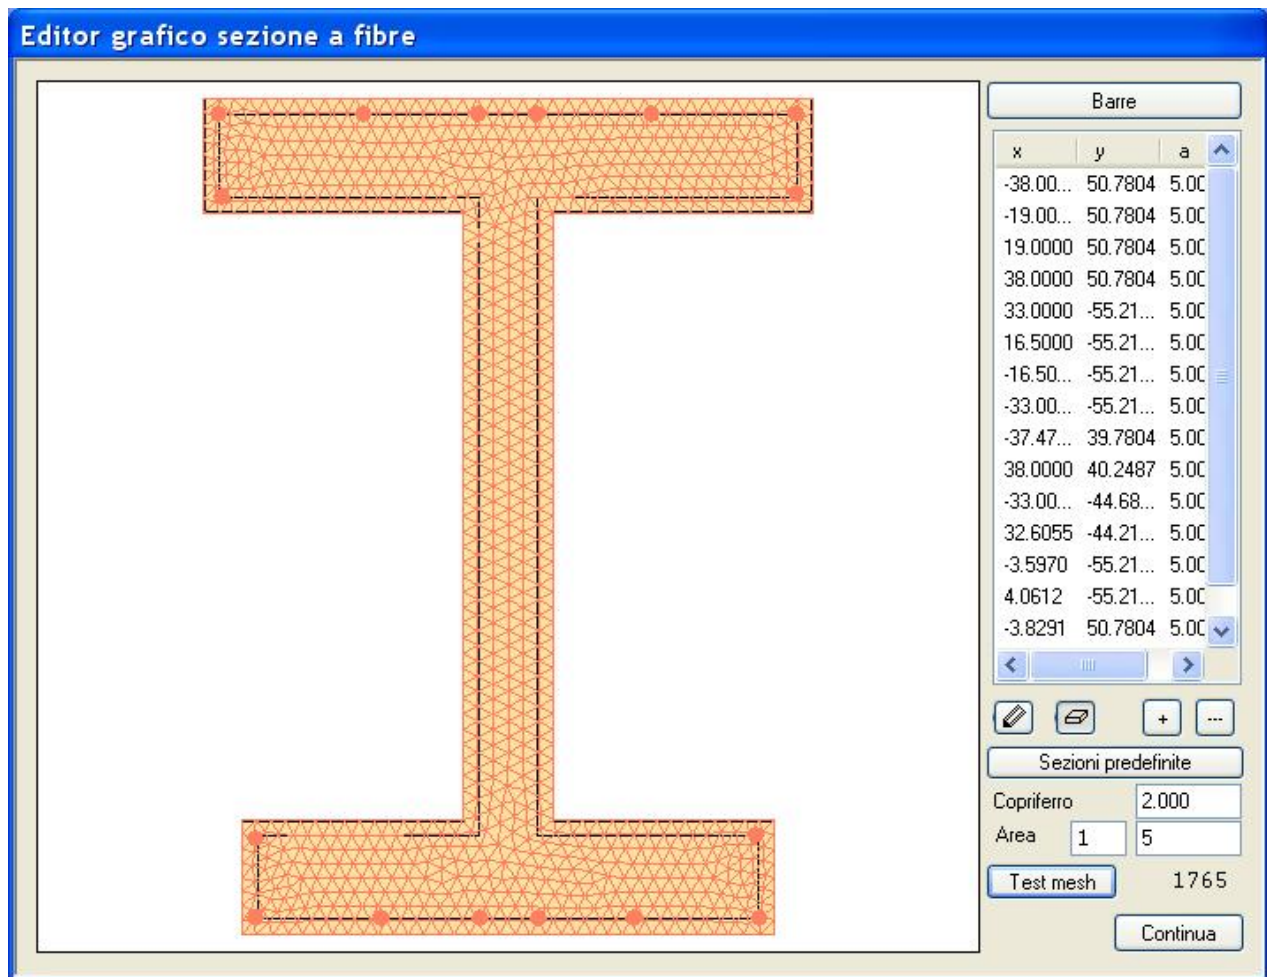 Editor grafico sezione a fibre
Barre
x y a
-38.00... 50.7804 5.00
-19.00... 50.7804 5.00
19.0000 50.7804 5.00
38.0000 50.7804 5.00
33.0000 -55.21... 5.00
16.5000 -55.21... 5.00
-16.50... -55.21... 5.00
-33.00... -55.21... 5.00
-37.47... 39.7804 5.00
38.0000 40.2487 5.00
-33.00... -44.68... 5.00
32.6055 -44.21... 5.00
-3.5970 -55.21... 5.00
4.0612 -55.21... 5.00
-3.8291 50.7804 5.00
+ ---
Sezioni predefinite
Copriferro 2.000
Area 1 5
Test mesh 1765
Continua